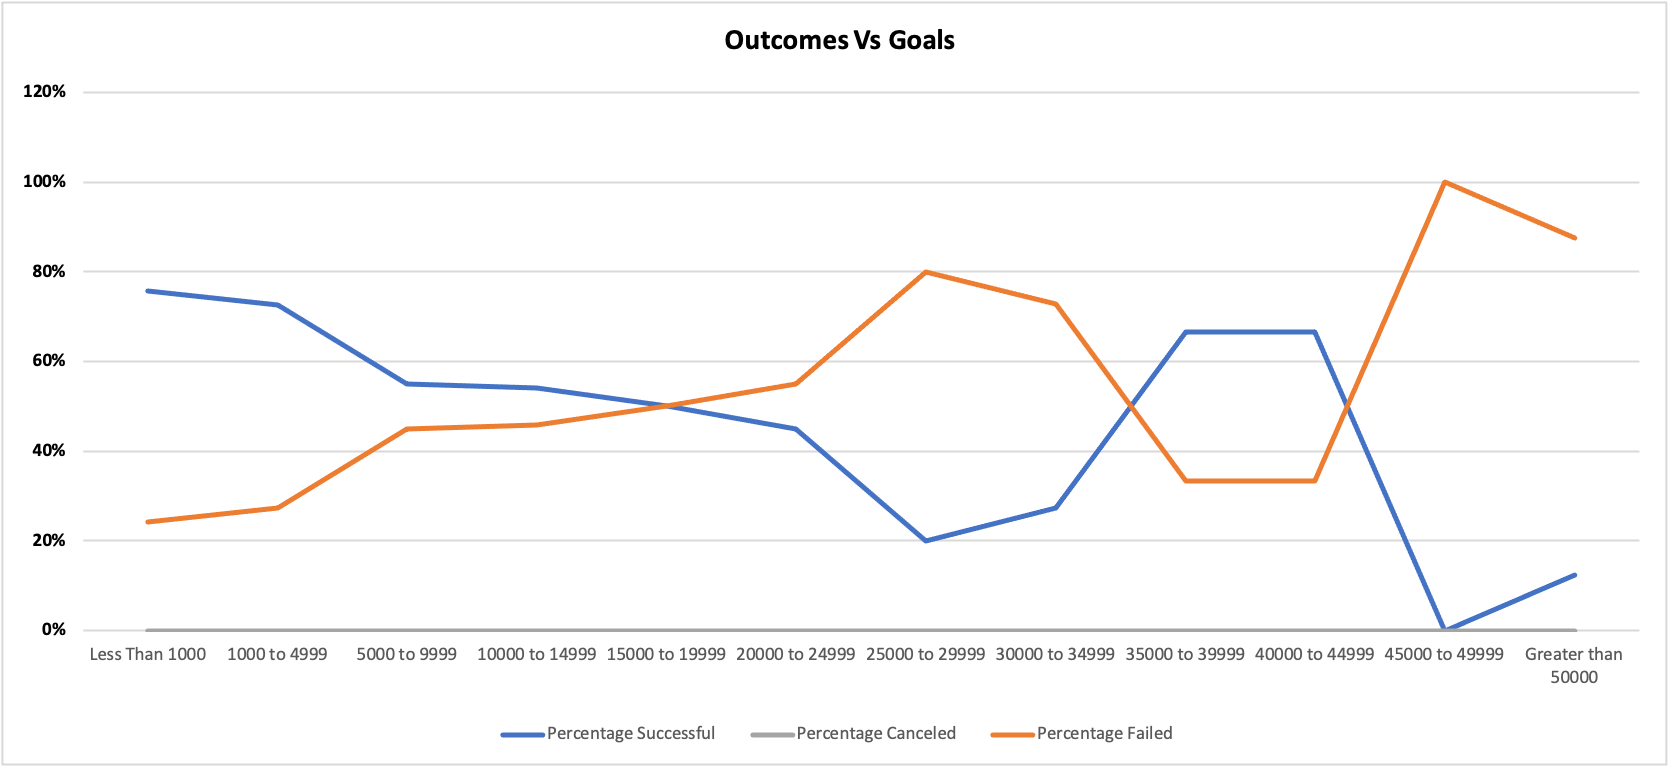 Outcomes Vs Goals
120%
100%
80%
60%
40%
20%
0%
Less Than 1000 1000 to 4999 5000 to 9999 10000 to 14999 15000 to 19999 20000 to 24999 25000 to 29999 30000 to 34999 35000 to 39999 40000 to 44999 45000 to 49999 Greater than
50000
Percentage Successful Percentage Canceled Percentage Failed